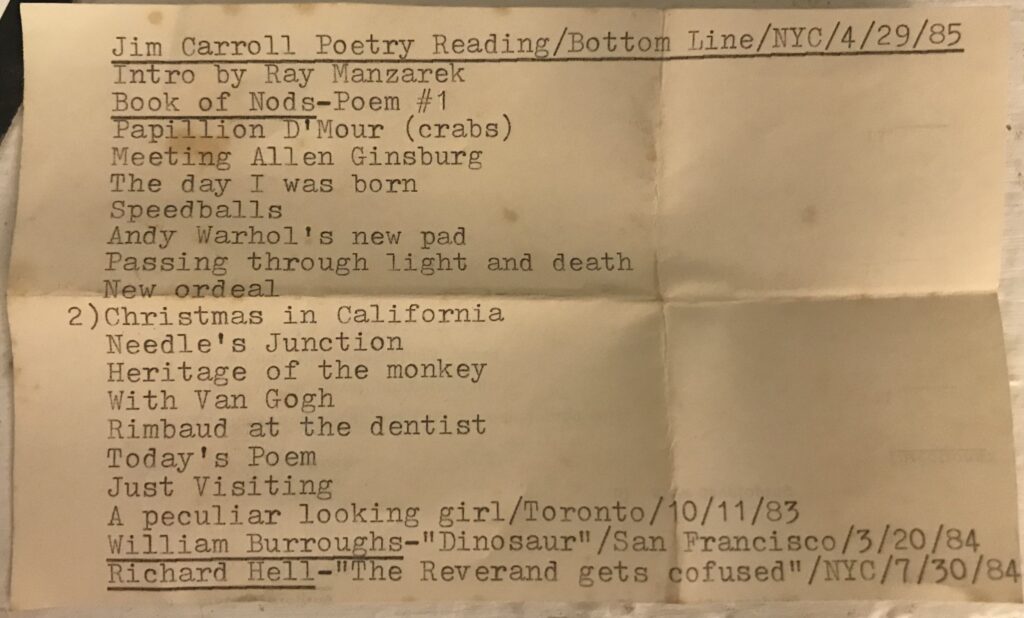 Jim Carroll Poetry Reading/Bottom Line/NYC/4/29/85
Intro by Ray Manzarek
Book of Nods-Poem #1
Papillion D'Mour (crabs)
Meeting Allen Ginsburg
The day I was born
Speedballs
Andy Warhol's new pad
Passing through light and death
New ordeal
2)Christmas in California
Needle's Junction
Heritage of the monkey
With Van Gogh
Rimbaud at the dentist
Today's Poem
Just Visiting
A peculiar looking girl/Toronto/10/11/83
William Burroughs-"Dinosaur"/San Francisco/3/20/84
Richard Hell-"The Reverand gets cofused"/NYC/7/30/84